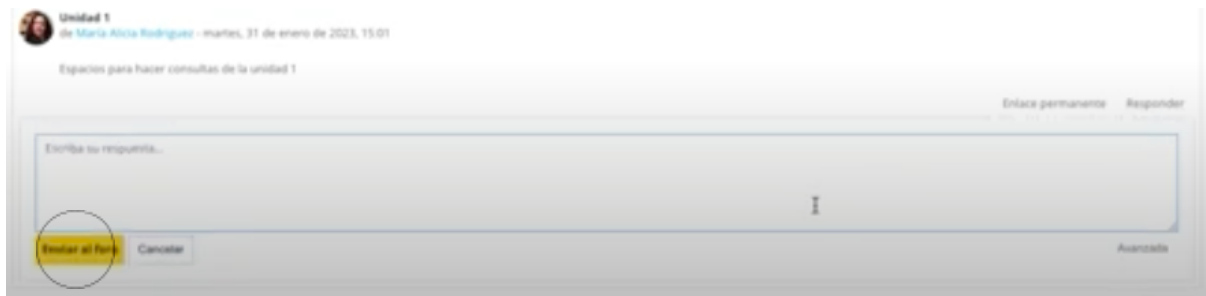 Unidad 1
de María Alicia Rodriguez - martes, 31 de enero de 2023, 15:01
Espacios para hacer consultas de la unidad 1
Enlace permanente Responder
Escriba su respuesta...
Enviar al foro Cancelar
Avanzada